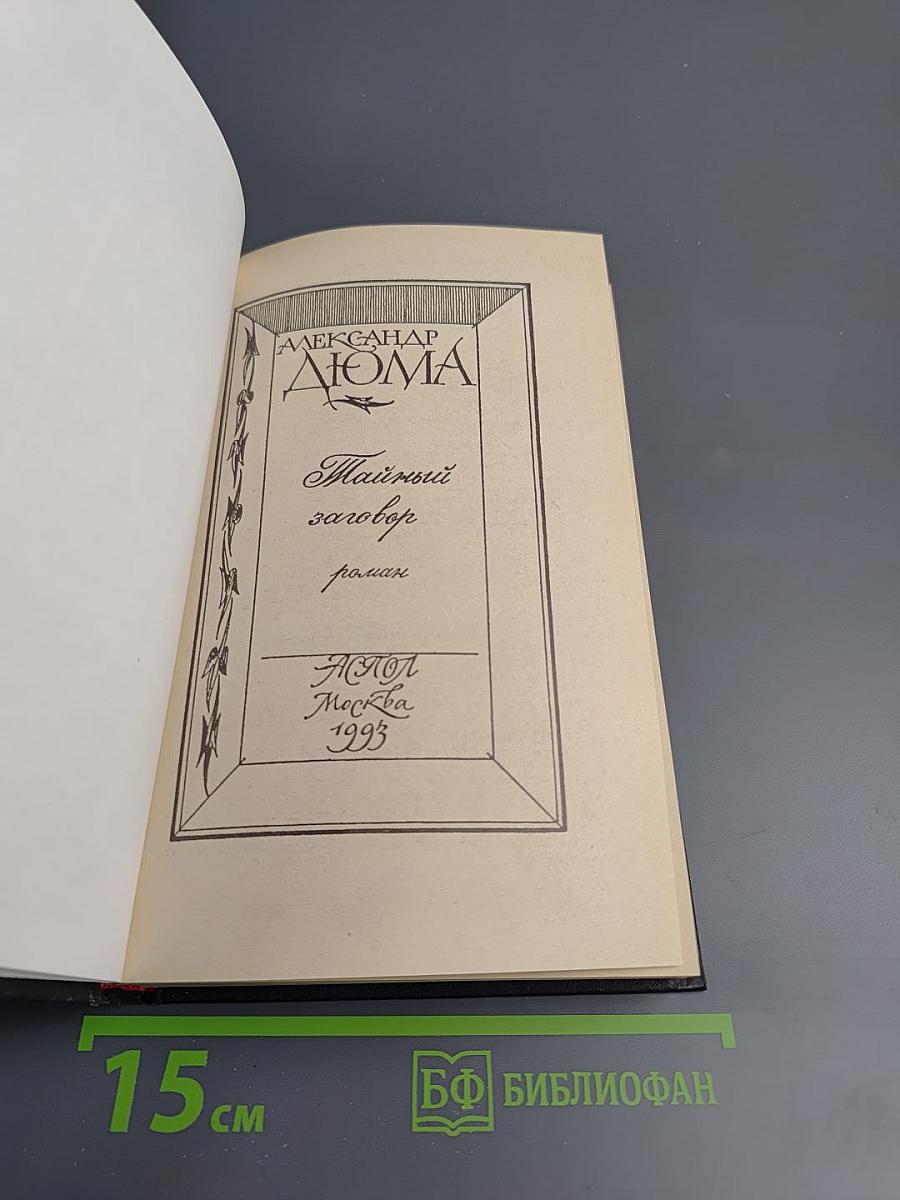 АЛЕКСАНДР
ДЮМА
Тайный
заговор
роман
АСПОЛ
Москва
1993
15 см
БФ БИБЛИОФАН